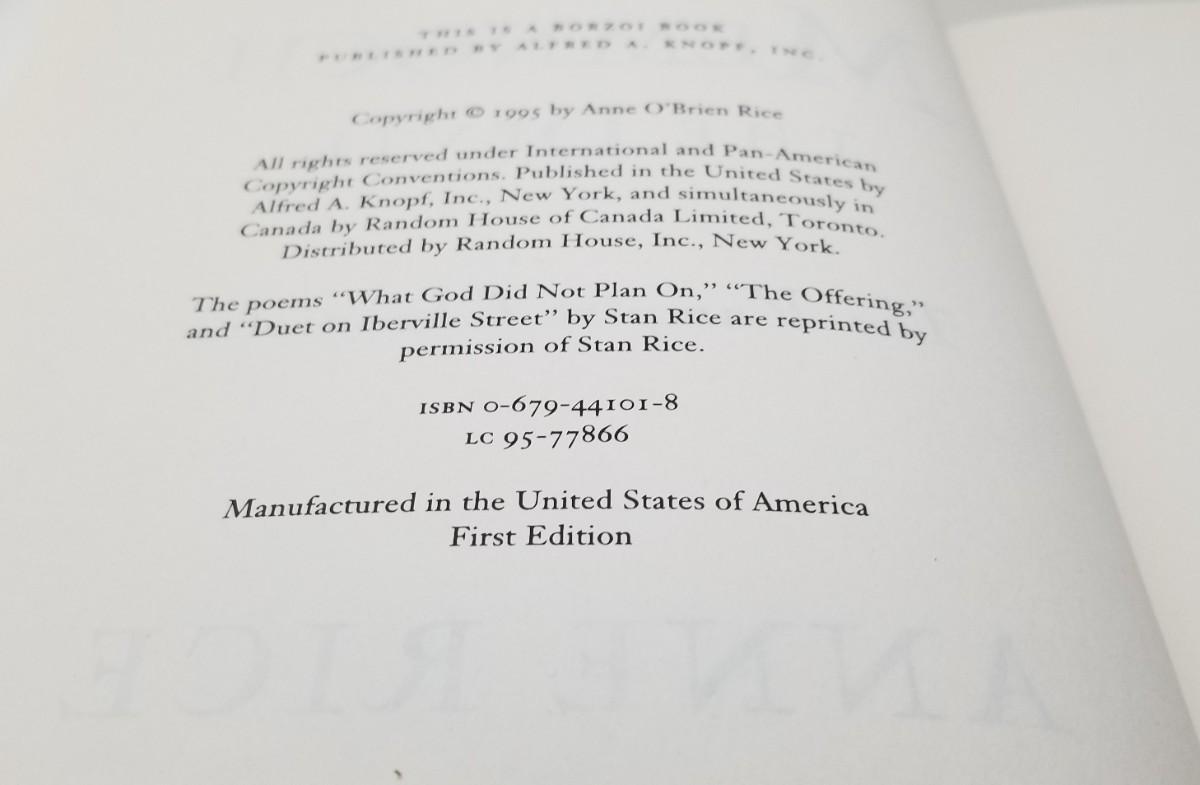 THIS IS A BORZOI BOOK
PUBLISHED BY ALFRED A. KNOPF, INC.
Copyright © 1995 by Anne O'Brien Rice
All rights reserved under International and Pan-American
Copyright Conventions. Published in the United States by
Alfred A. Knopf, Inc., New York, and simultaneously in
Canada by Random House of Canada Limited, Toronto.
Distributed by Random House, Inc., New York.
The poems “What God Did Not Plan On,” “The Offering,”
and “Duet on Iberville Street” by Stan Rice are reprinted by
permission of Stan Rice.
ISBN 0-679-44101-8
LC 95-77866
Manufactured in the United States of America
First Edition
ANNE RICE